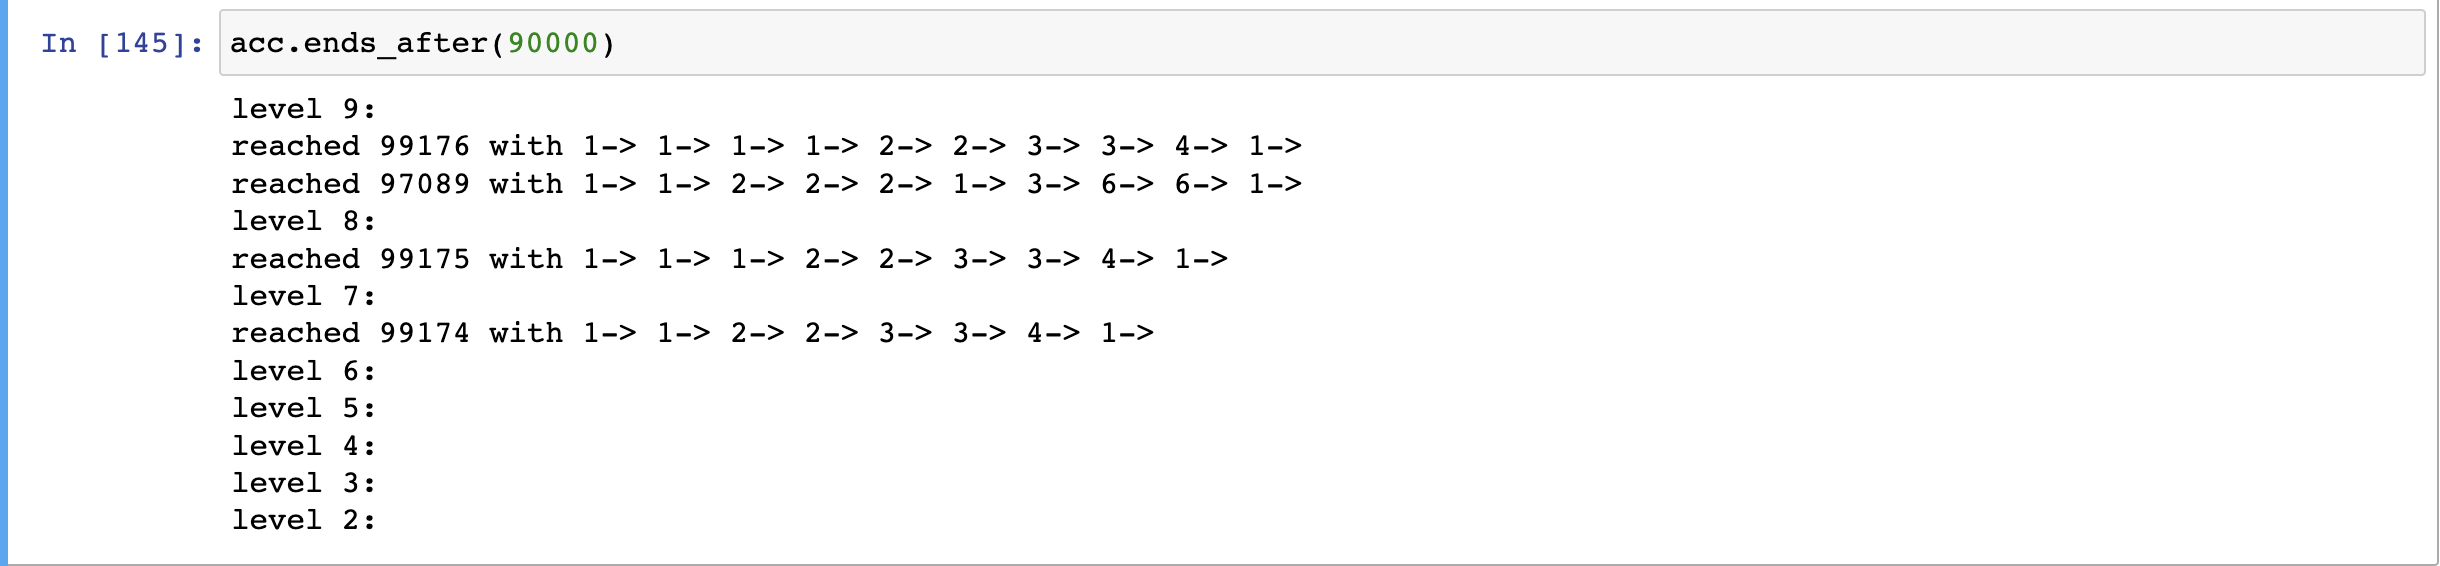 In [145]: acc.ends_after(90000)
level 9:
reached 99176 with 1-> 1-> 1-> 1-> 2-> 2-> 3-> 3-> 4-> 1->
reached 97089 with 1-> 1-> 2-> 2-> 2-> 1-> 3-> 6-> 6-> 1->
level 8:
reached 99175 with 1-> 1-> 1-> 2-> 2-> 3-> 3-> 4-> 1->
level 7:
reached 99174 with 1-> 1-> 2-> 2-> 3-> 3-> 4-> 1->
level 6:
level 5:
level 4:
level 3:
level 2: